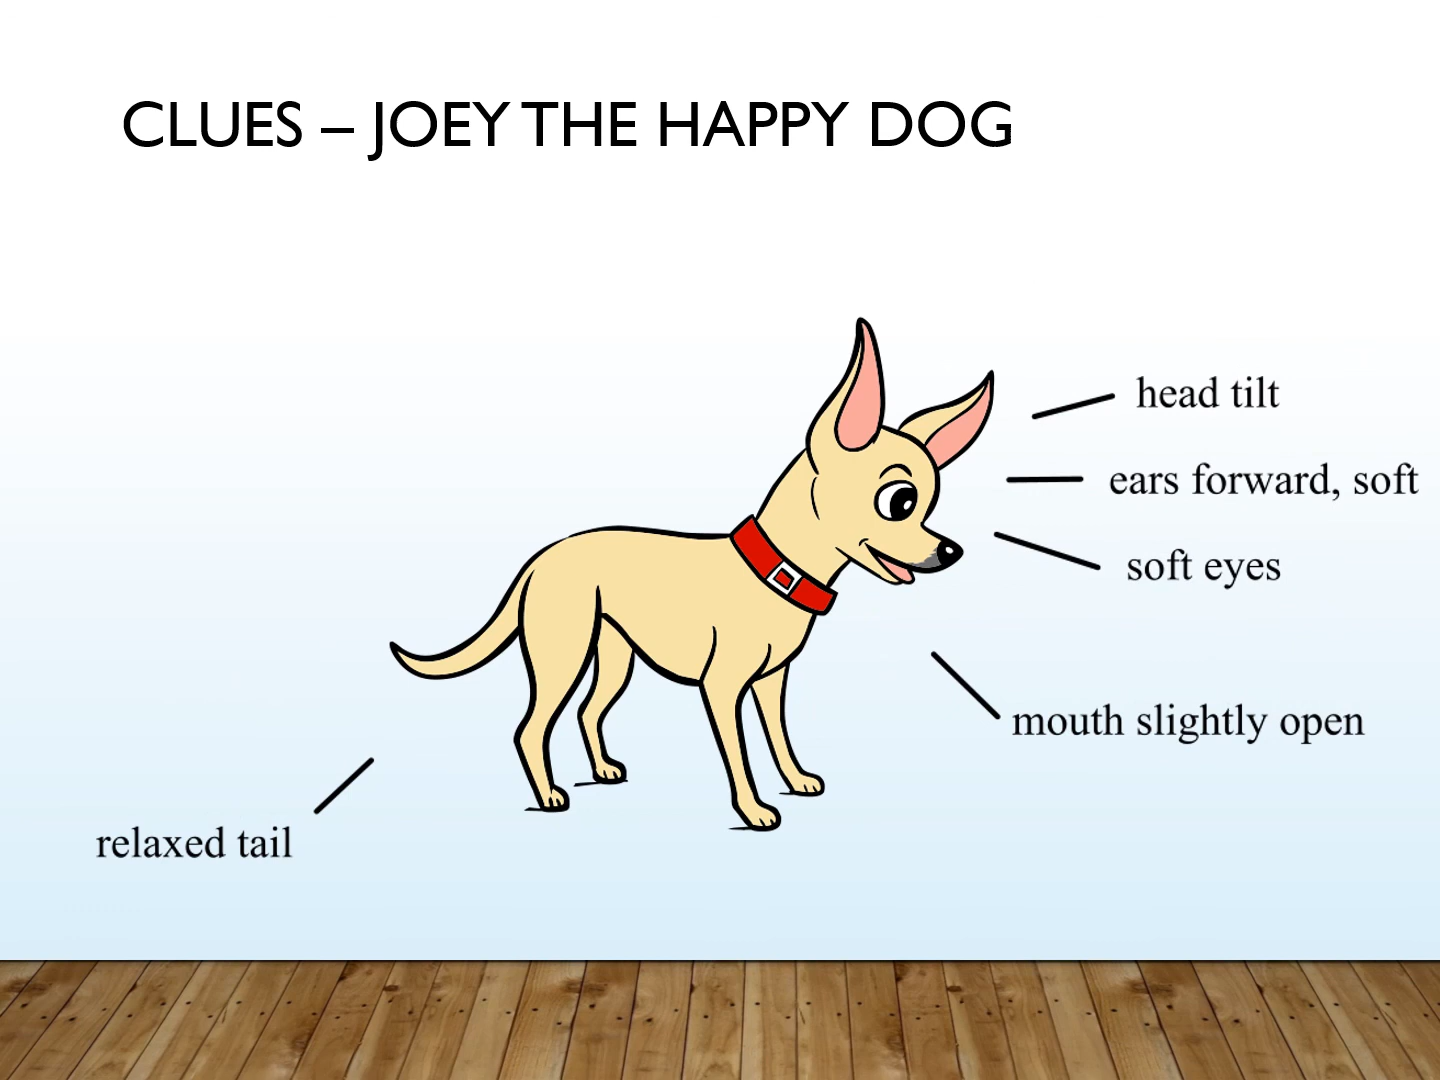 CLUES – JOEY THE HAPPY DOG
head tilt
ears forward, soft
soft eyes
mouth slightly open
relaxed tail